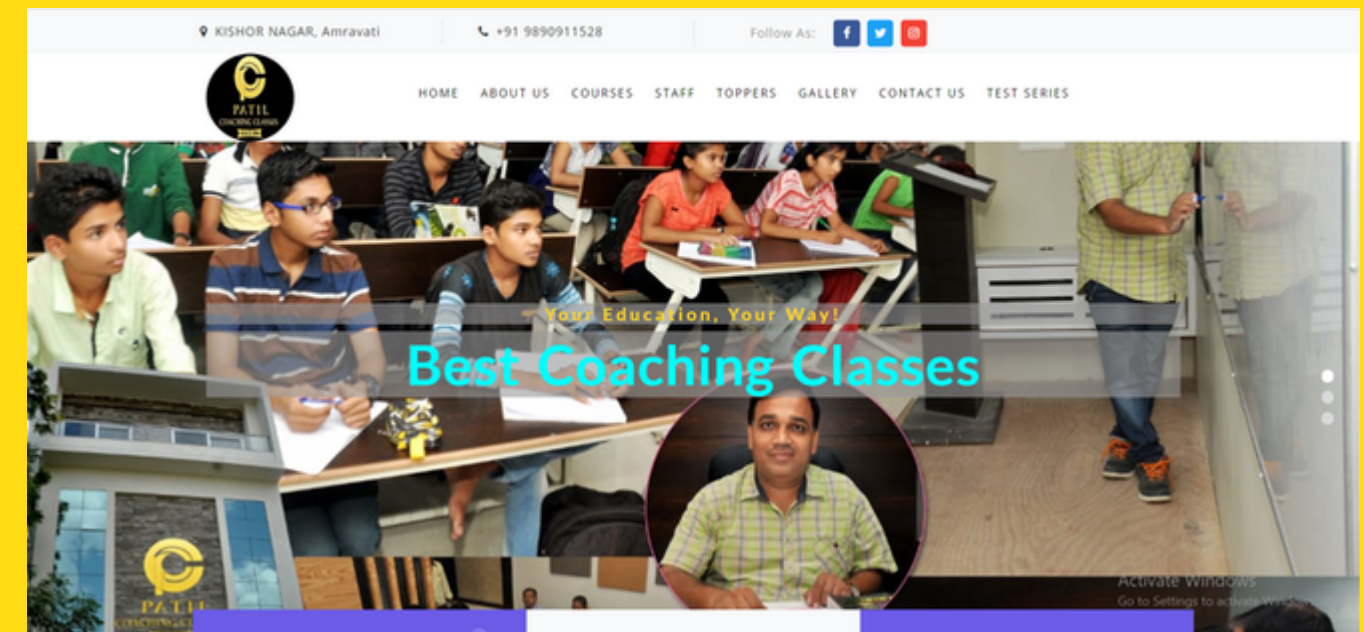 KISHOR NAGAR, Amravati
+91 9890911528
Follow As:
PATIL
COACHING CLASSES
HOME ABOUT US COURSES STAFF TOPPERS GALLERY CONTACT US TEST SERIES
Your Education, Your Way!
Best Coaching Classes
PATIL
Activate Windows
Go to Settings to activate Windows